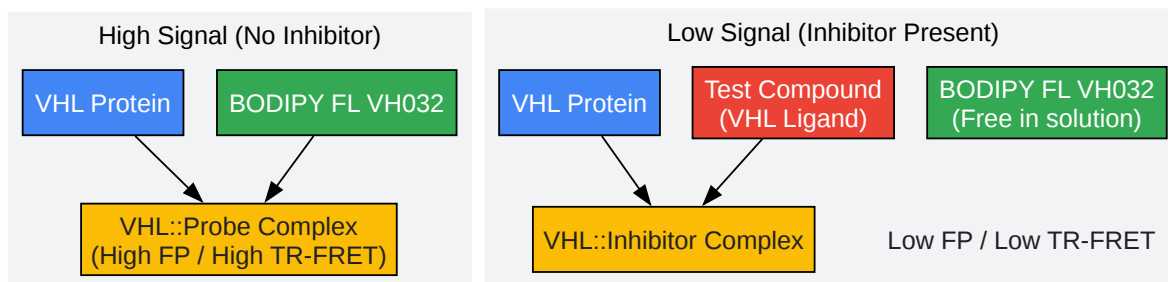 High Signal (No Inhibitor)
VHL Protein
BODIPY FL VH032
VHL::Probe Complex
(High FP / High TR-FRET)
Low Signal (Inhibitor Present)
VHL Protein
Test Compound
(VHL Ligand)
BODIPY FL VH032
(Free in solution)
VHL::Inhibitor Complex
Low FP / Low TR-FRET